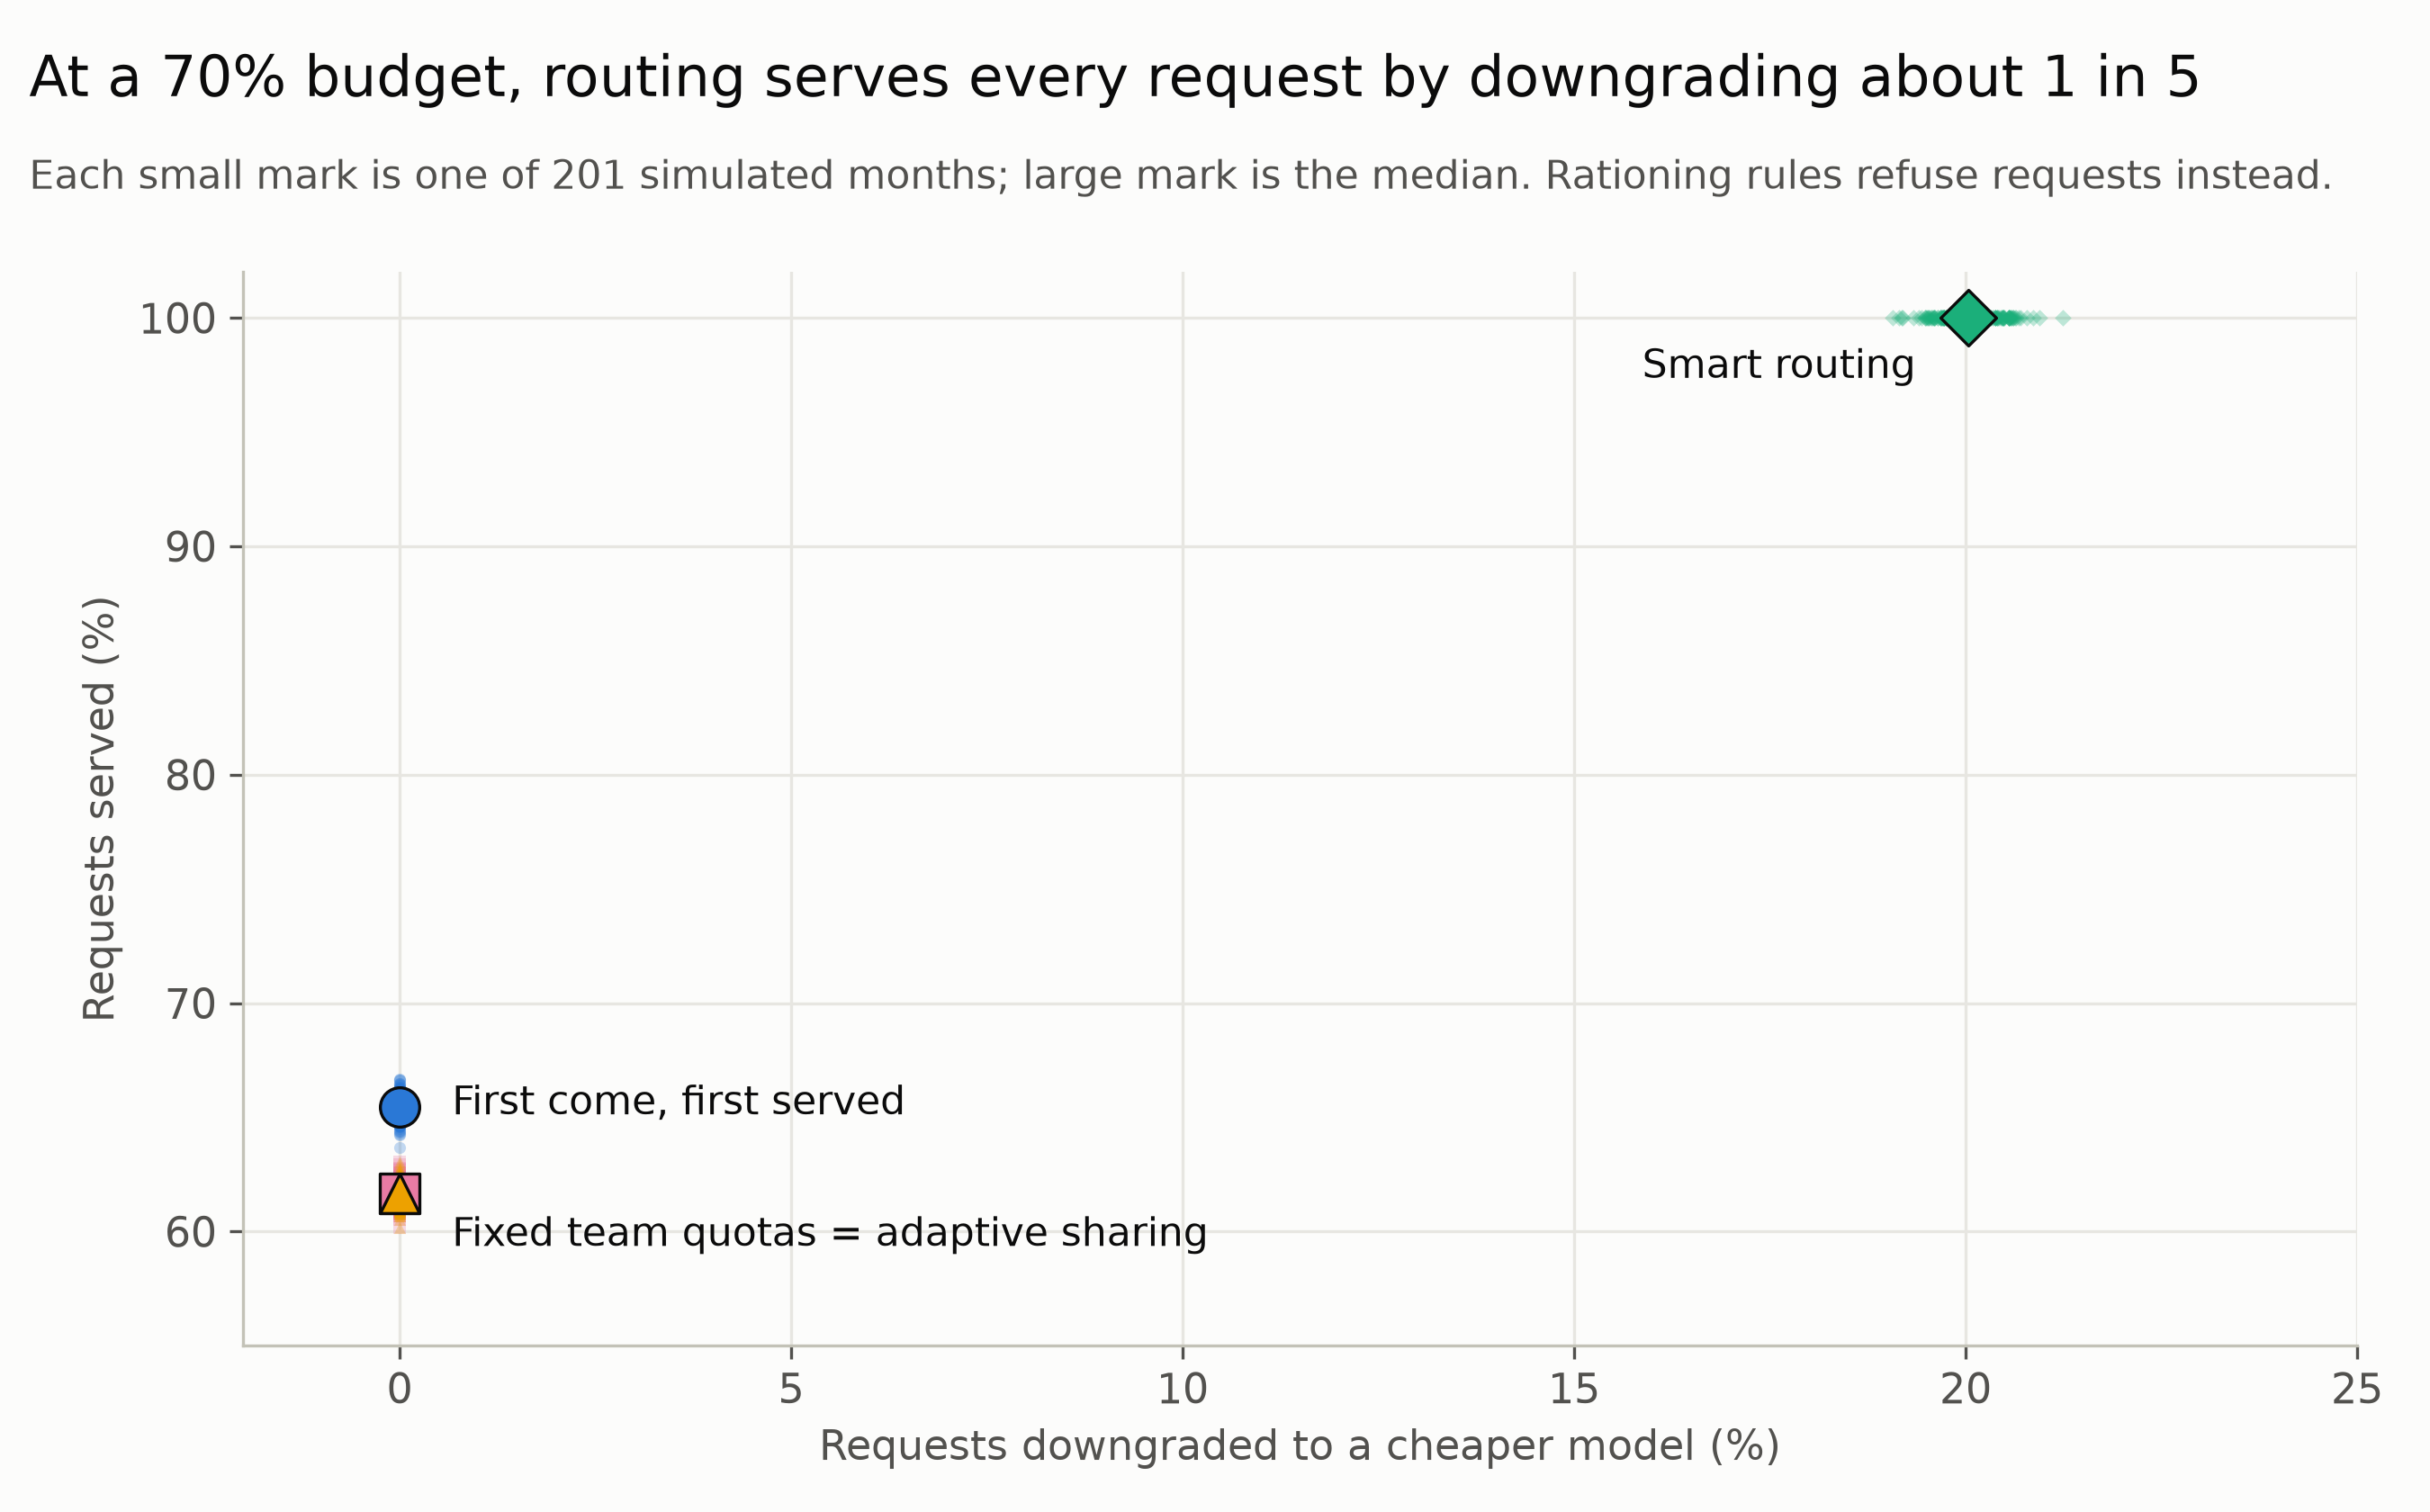 At a 70% budget, routing serves every request by downgrading about 1 in 5
Each small mark is one of 201 simulated months; large mark is the median. Rationing rules refuse requests instead.
100
90
80
70
60
Requests served (%)
Smart routing
First come, first served
Fixed team quotas = adaptive sharing
0 5 10 15 20 25
Requests downgraded to a cheaper model (%)